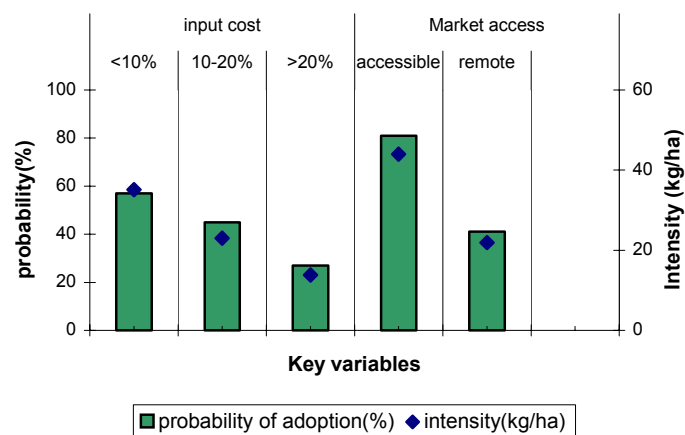 input cost Market access
<10% 10-20% >20% accessible remote
100 60
80
60 40
40
20 20
0 0
probability(%)
Intensity (kg/ha)
Key variables
probability of adoption(%) intensity(kg/ha)